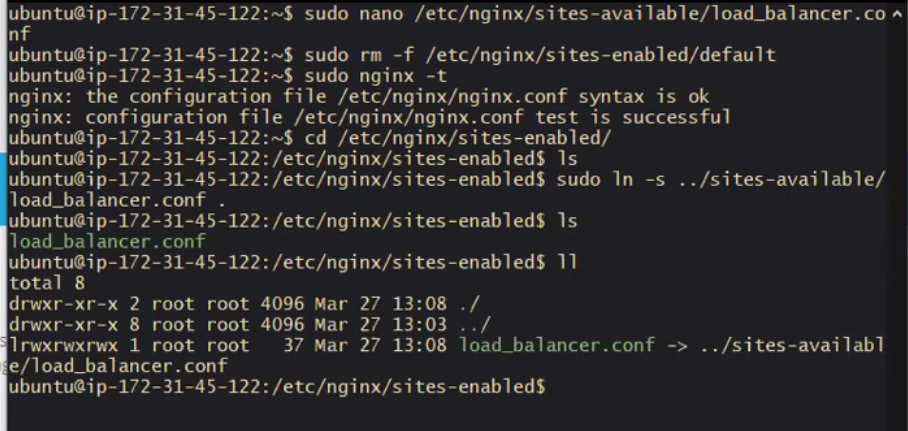 ubuntu@ip-172-31-45-122:~$ sudo nano /etc/nginx/sites-available/load_balancer.co
nf
ubuntu@ip-172-31-45-122:~$ sudo rm -f /etc/nginx/sites-enabled/default
ubuntu@ip-172-31-45-122:~$ sudo nginx -t
nginx: the configuration file /etc/nginx/nginx.conf syntax is ok
nginx: configuration file /etc/nginx/nginx.conf test is successful
ubuntu@ip-172-31-45-122:~$ cd /etc/nginx/sites-enabled/
ubuntu@ip-172-31-45-122:/etc/nginx/sites-enabled$ ls
ubuntu@ip-172-31-45-122:/etc/nginx/sites-enabled$ sudo ln -s ../sites-available/
load_balancer.conf .
ubuntu@ip-172-31-45-122:/etc/nginx/sites-enabled$ ls
load_balancer.conf
ubuntu@ip-172-31-45-122:/etc/nginx/sites-enabled$ ll
total 8
drwxr-xr-x 2 root root 4096 Mar 27 13:08 ./
drwxr-xr-x 8 root root 4096 Mar 27 13:03 ../
lrwxrwxrwx 1 root root   37 Mar 27 13:08 load_balancer.conf -> ../sites-availabl
e/load_balancer.conf
ubuntu@ip-172-31-45-122:/etc/nginx/sites-enabled$